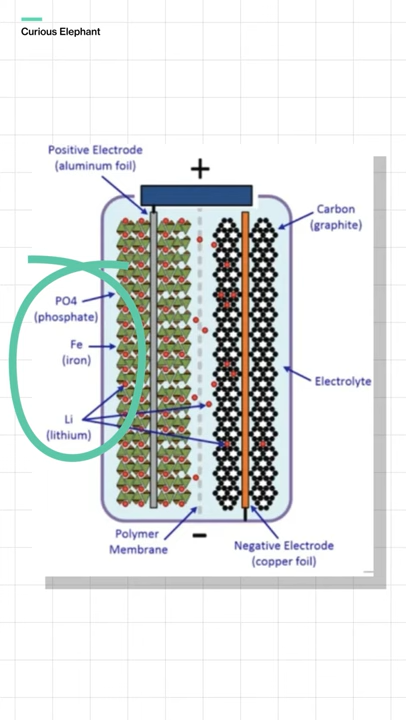 Curious Elephant
Positive Electrode
(aluminum foil)
+
Carbon
(graphite)
PO4
(phosphate)
Fe
(iron)
Li
(lithium)
Electrolyte
Polymer
Membrane
−
Negative Electrode
(copper foil)